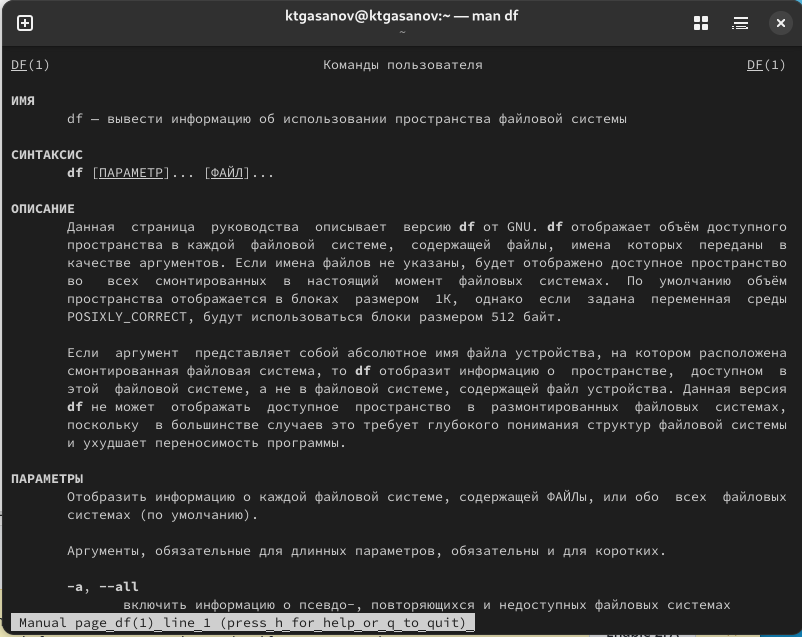 ktgasanov@ktgasanov:~ — man df
~
DF(1) Команды пользователя DF(1)
ИМЯ
df — вывести информацию об использовании пространства файловой системы
СИНТАКСИС
df [ПАРАМЕТР]... [ФАЙЛ]...
ОПИСАНИЕ
Данная страница руководства описывает версию df от GNU. df отображает объём доступного
пространства в каждой файловой системе, содержащей файлы, имена которых переданы в
качестве аргументов. Если имена файлов не указаны, будет отображено доступное пространство
во всех смонтированных в настоящий момент файловых системах. По умолчанию объём
пространства отображается в блоках размером 1K, однако если задана переменная среды
POSIXLY_CORRECT, будут использоваться блоки размером 512 байт.
Если аргумент представляет собой абсолютное имя файла устройства, на котором расположена
смонтированная файловая система, то df отобразит информацию о пространстве, доступном в
этой файловой системе, а не в файловой системе, содержащей файл устройства. Данная версия
df не может отображать доступное пространство в размонтированных файловых системах,
поскольку в большинстве случаев это требует глубокого понимания структур файловой системы
и ухудшает переносимость программы.
ПАРАМЕТРЫ
Отобразить информацию о каждой файловой системе, содержащей ФАЙЛы, или обо всех файловых
системах (по умолчанию).
Аргументы, обязательные для длинных параметров, обязательны и для коротких.
-a, --all
включить информацию о псевдо-, повторяющихся и недоступных файловых системах
Manual page df(1) line 1 (press h for help or q to quit)